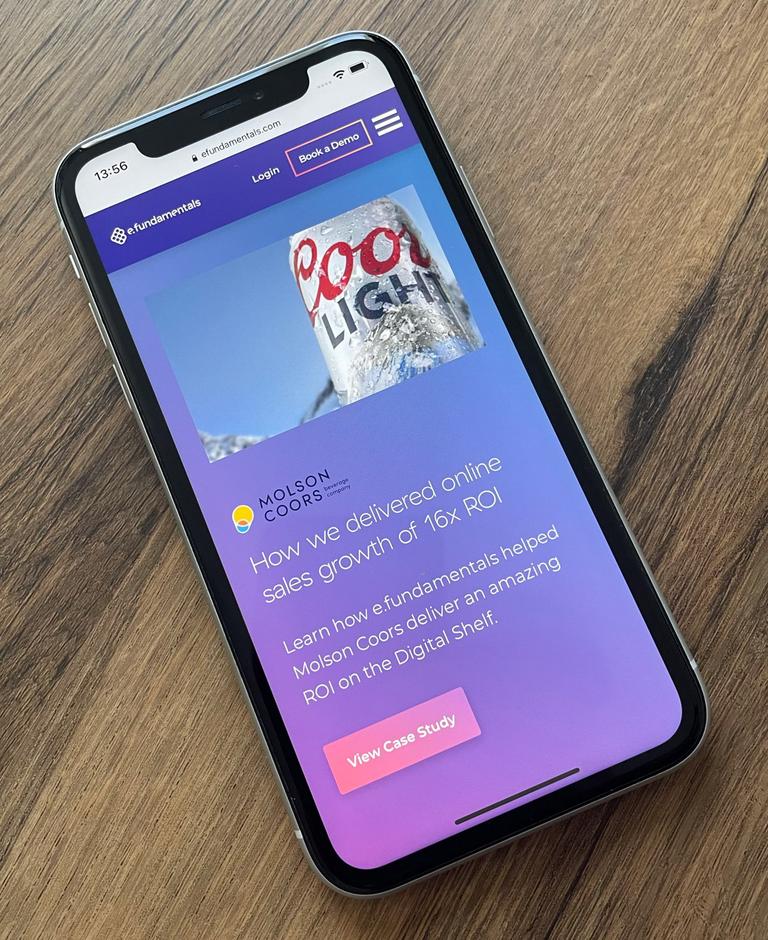 13:56
efundamentals.com
e.fundamentals
Login
Book a Demo
Coor
LIGHT
MOLSON
COORS beverage
company
How we delivered online
sales growth of 16x ROI
Learn how e.fundamentals helped
Molson Coors deliver an amazing
ROI on the Digital Shelf.
View Case Study